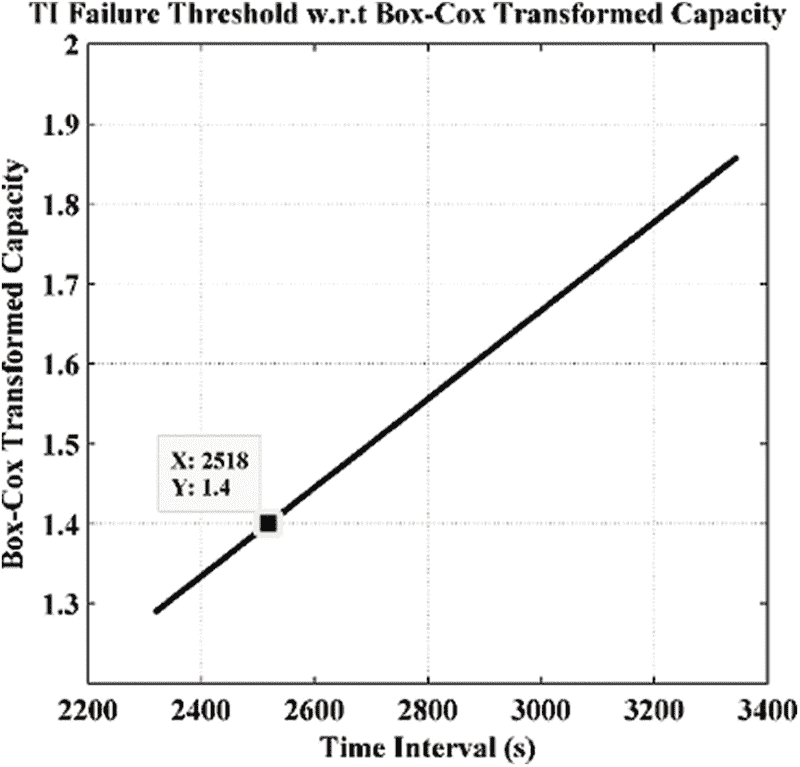 TI Failure Threshold w.r.t Box-Cox Transformed Capacity
Box-Cox Transformed Capacity
2
1.9
1.8
1.7
1.6
1.5
1.4
1.3
X: 2518
Y: 1.4
2200 2400 2600 2800 3000 3200 3400
Time Interval (s)